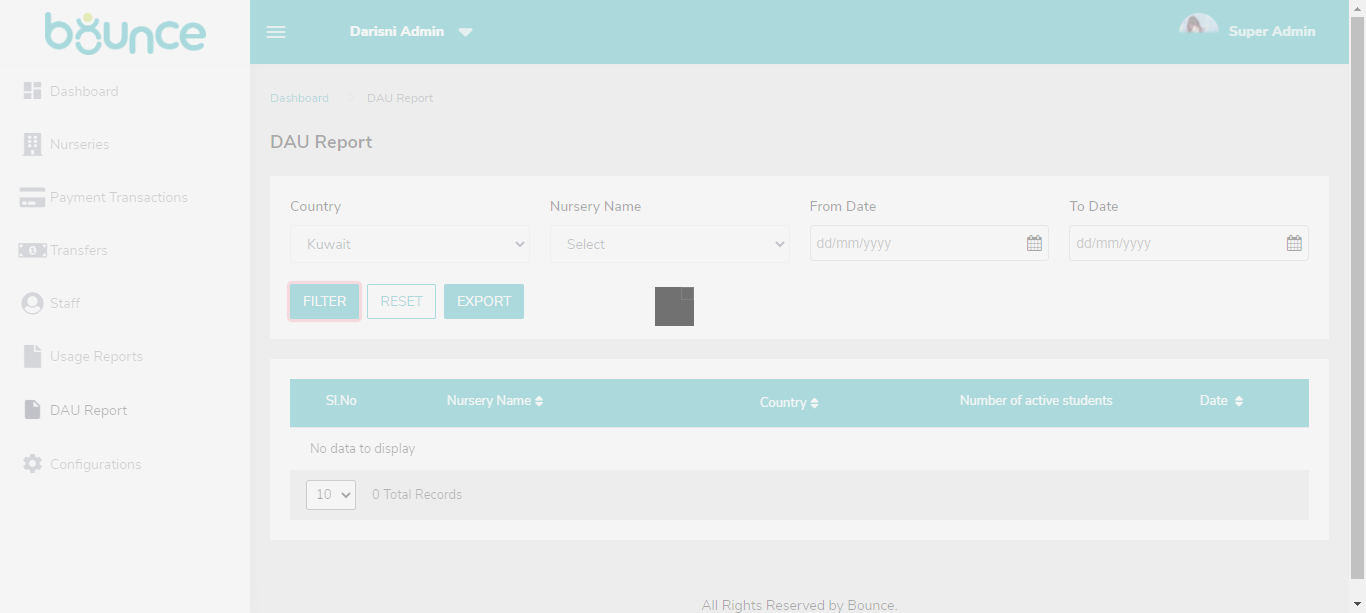 bounce
Darisni Admin
Super Admin
Dashboard
Nurseries
Payment Transactions
Transfers
Staff
Usage Reports
DAU Report
Configurations
Dashboard
DAU Report
DAU Report
Country
Nursery Name
From Date
To Date
Kuwait
Select
dd/mm/yyyy
dd/mm/yyyy
FILTER
RESET
EXPORT
Sl.No
Nursery Name
Country
Number of active students
Date
No data to display
10
0 Total Records
All Rights Reserved by Bounce.